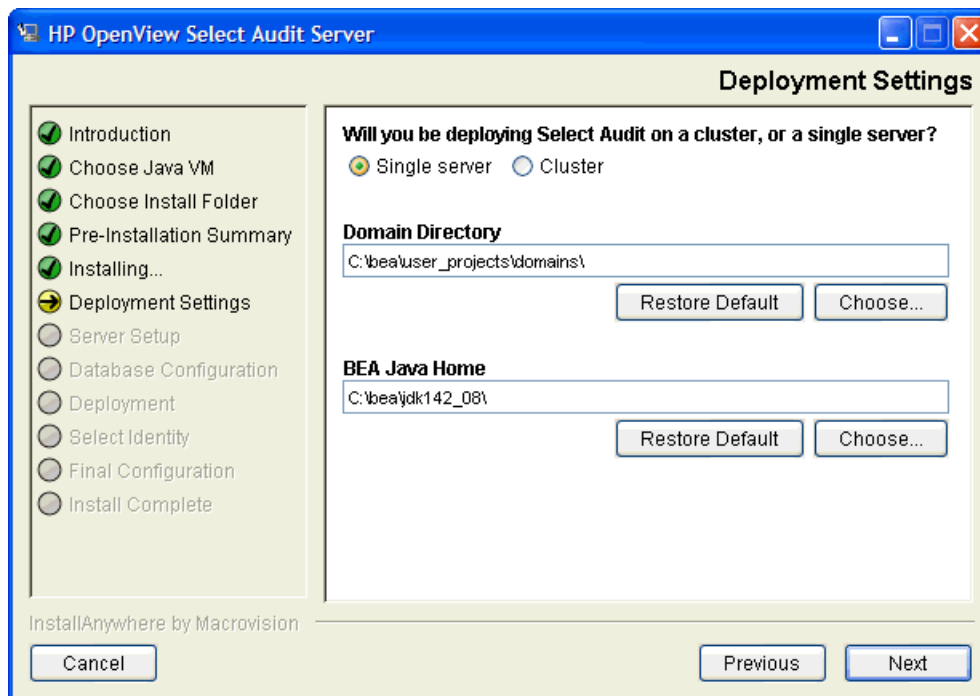 HP OpenView Select Audit Server
Deployment Settings
Introduction
Choose Java VM
Choose Install Folder
Pre-Installation Summary
Installing...
Deployment Settings
Server Setup
Database Configuration
Deployment
Select Identity
Final Configuration
Install Complete
Will you be deploying Select Audit on a cluster, or a single server?
Single server Cluster
Domain Directory
C:\bea\user_projects\domains\
Restore Default Choose...
BEA Java Home
C:\bea\jdk142_08\
Restore Default Choose...
InstallAnywhere by Macrovision
Cancel Previous Next